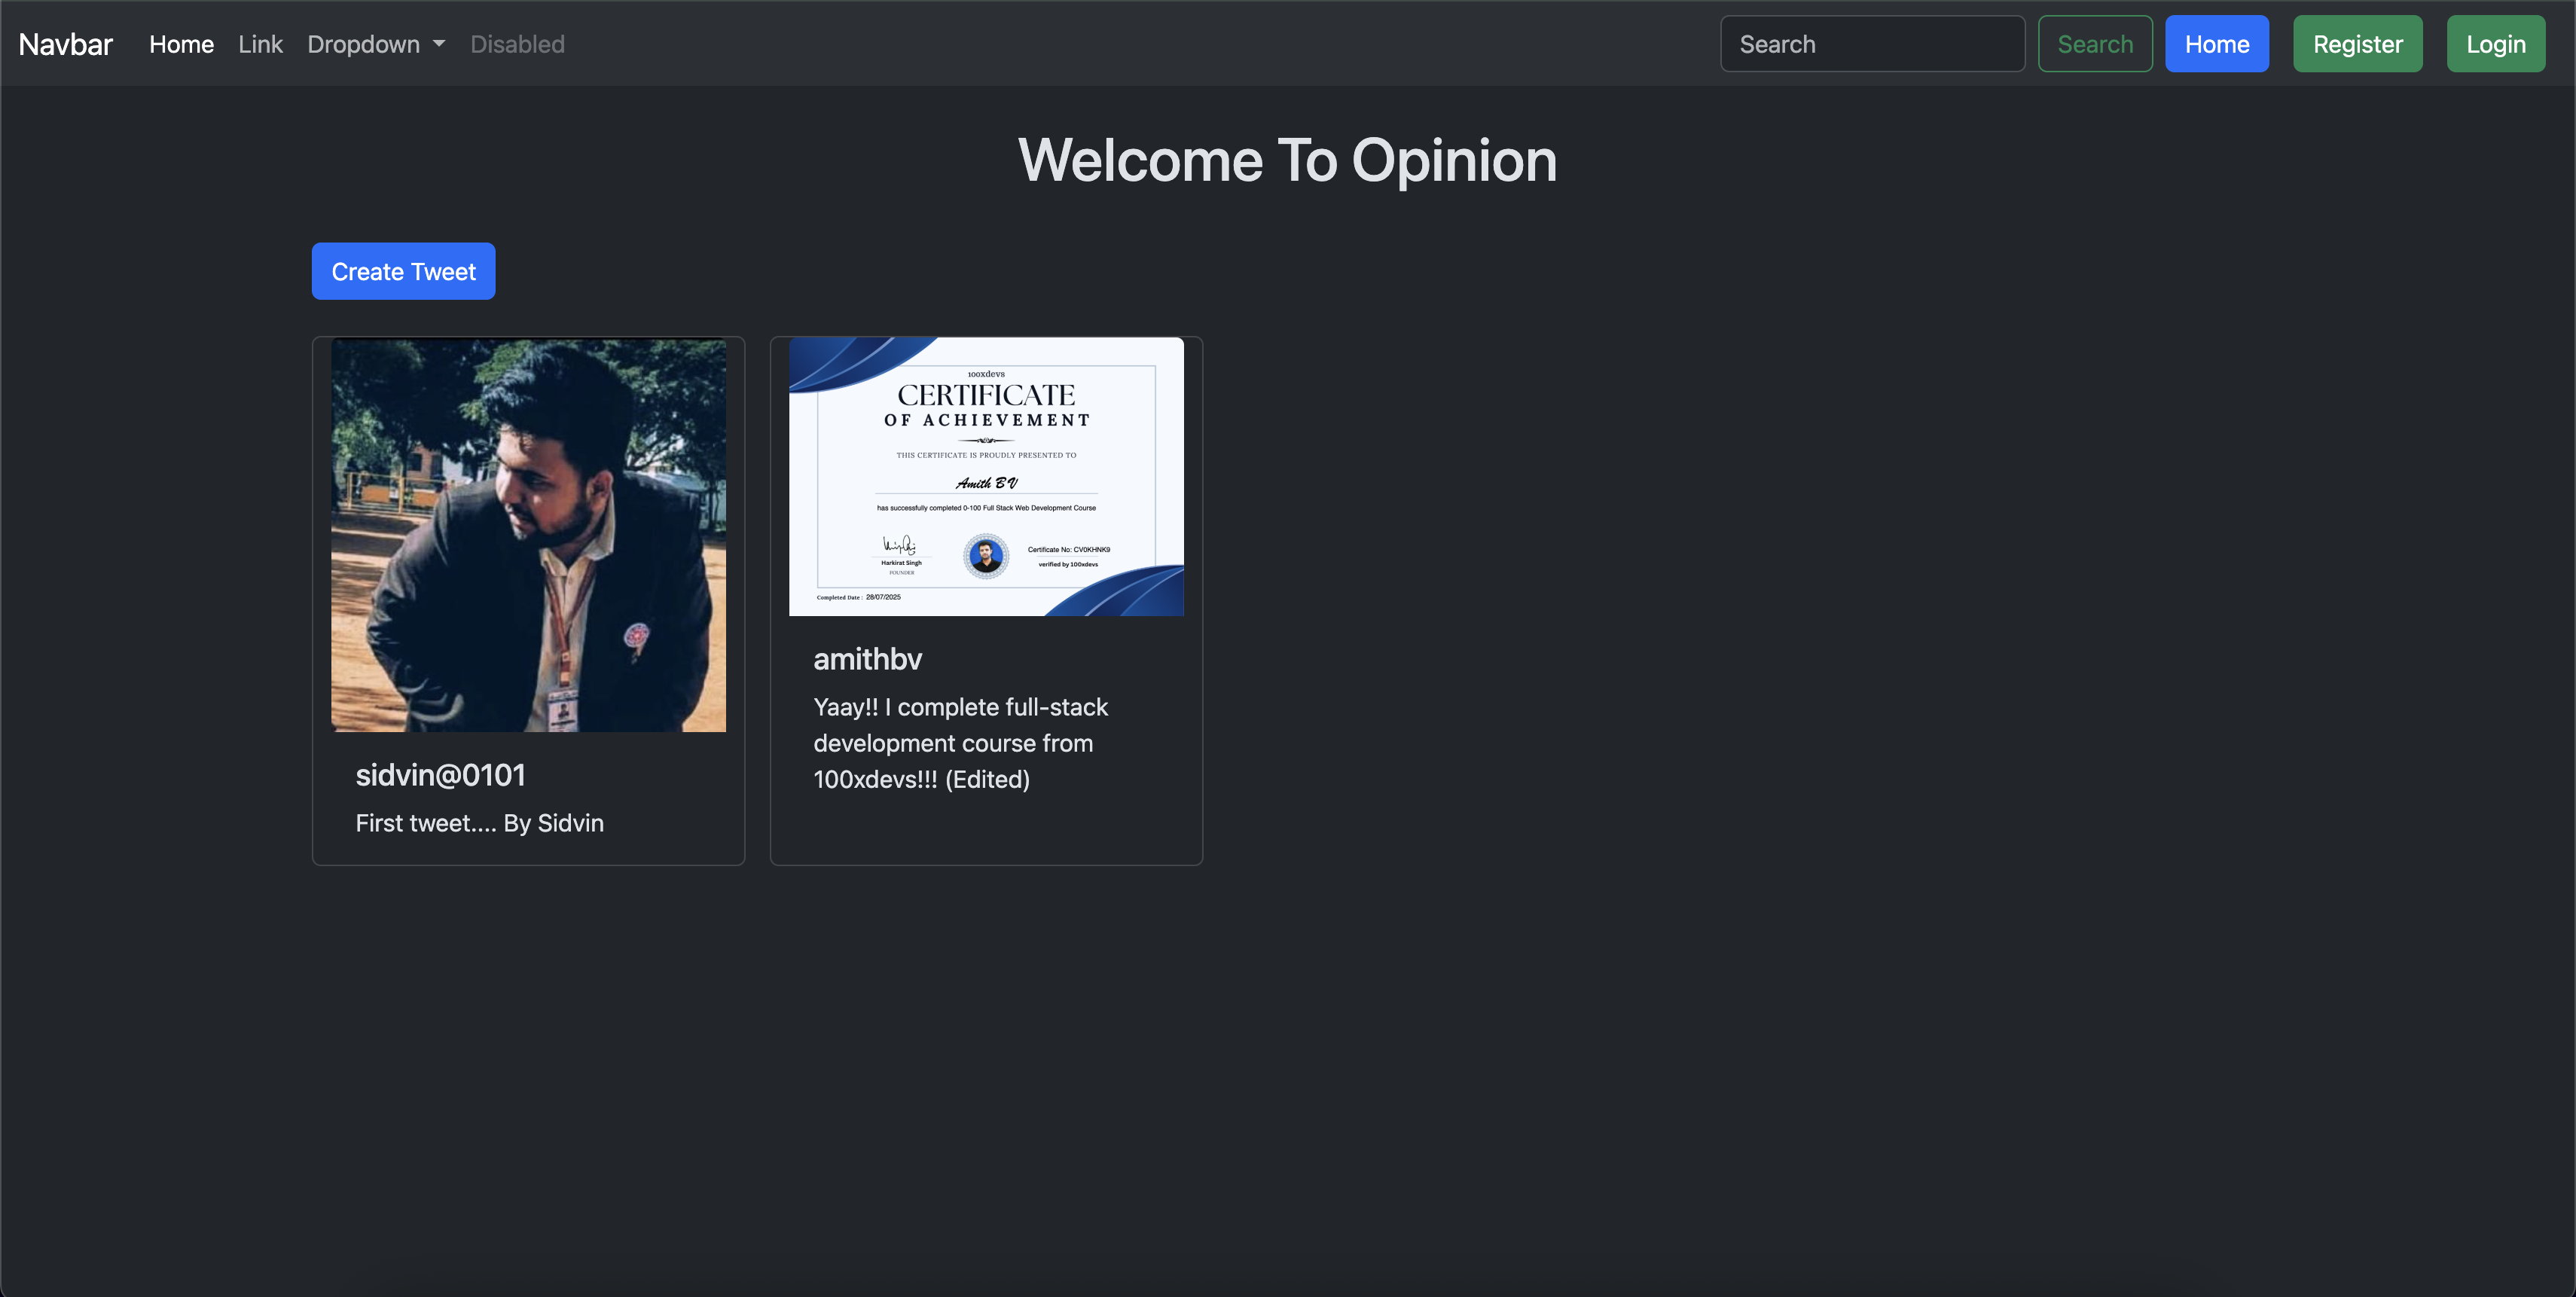 Navbar Home Link Dropdown Disabled Search Search Home Register Login
Welcome To Opinion
Create Tweet
sidvin@0101
First tweet.... By Sidvin
100xdevs
CERTIFICATE
OF ACHIEVEMENT
THIS CERTIFICATE IS PROUDLY PRESENTED TO
Amith B V
has successfully completed 0-100 Full Stack Web Development Course
Harkirat Singh
FOUNDER
Certificate No: CV0KHNK9
verified by 100xdevs
Completed Date : 28/07/2025
amithbv
Yaay!! I complete full-stack
development course from
100xdevs!!! (Edited)